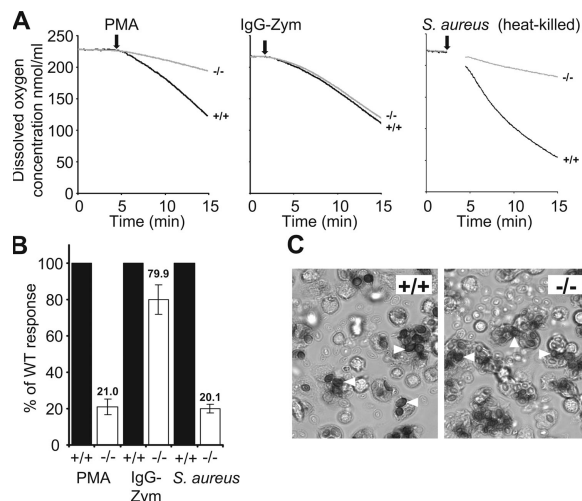 A
PMA
IgG-Zym
S. aureus (heat-killed)
Dissolved oxygen
concentration nmol/ml
250
200
150
100
50
0
-/-
+/+
0 5 10 15
Time (min)
-/-
+/+
0 5 10 15
Time (min)
-/-
+/+
0 5 10 15
Time (min)
B
% of WT response
100
80
60
40
20
0
21.0
79.9
20.1
+/+ -/- +/+ -/- +/+ -/-
PMA IgG- S. aureus
Zym
C
+/+
-/-